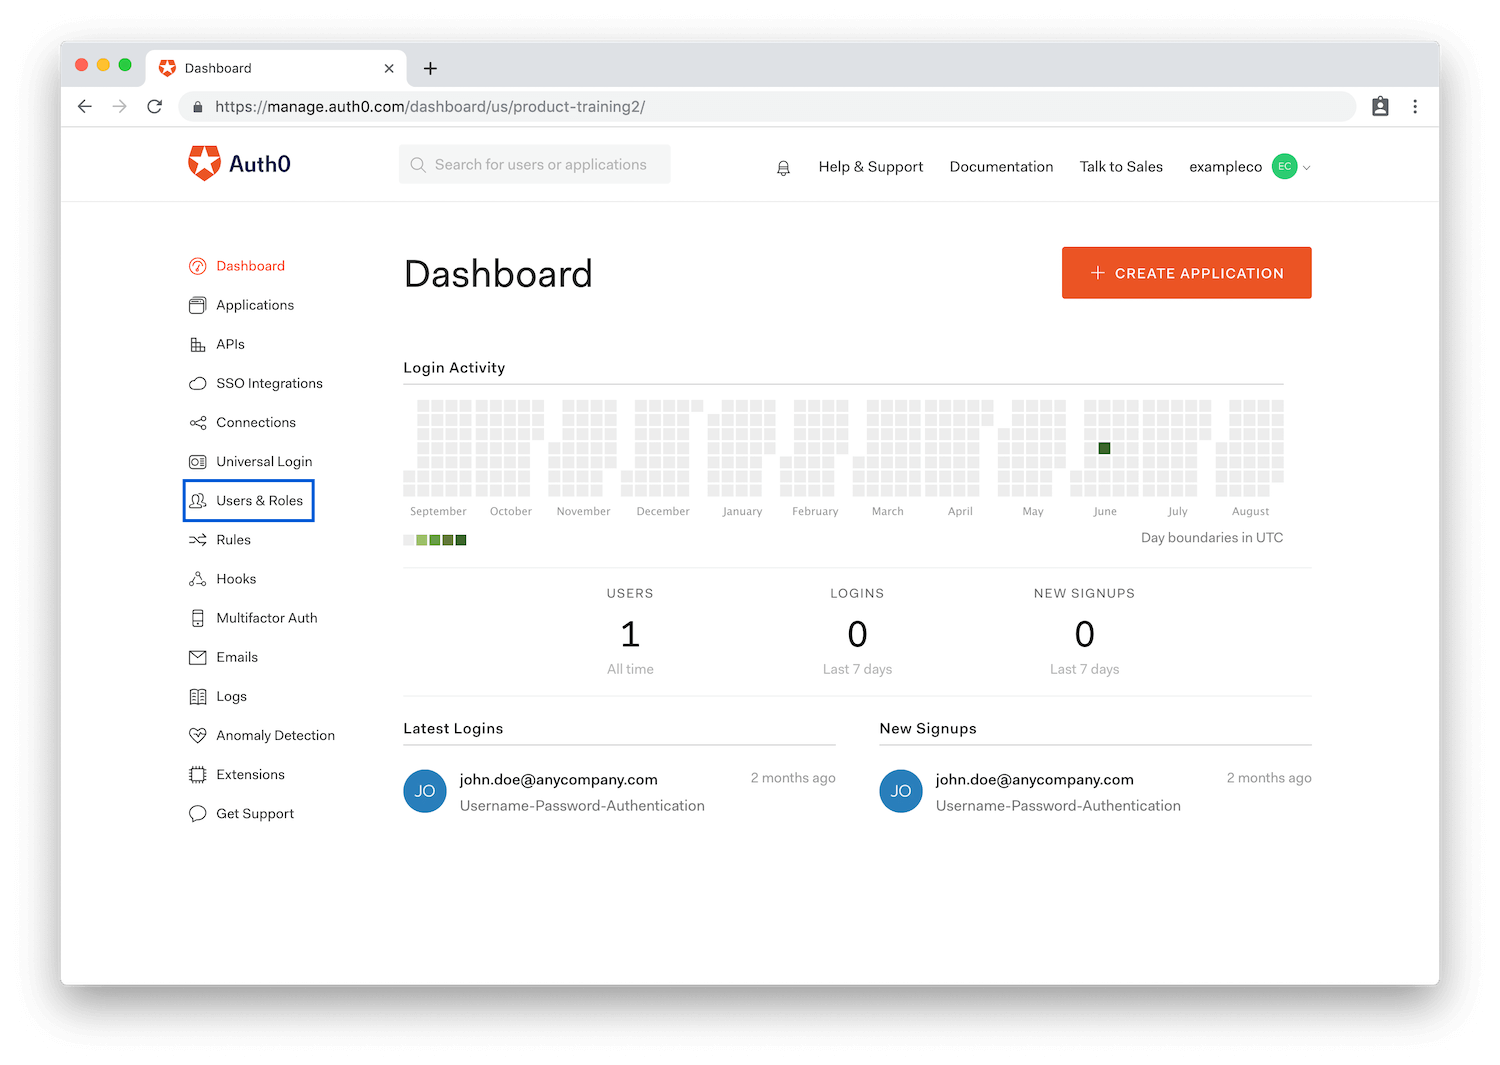 Dashboard
https://manage.auth0.com/dashboard/us/product-training2/
Auth0
Search for users or applications
Help & Support
Documentation
Talk to Sales
exampleco
EC
Dashboard
Applications
APIs
SSO Integrations
Connections
Universal Login
Users & Roles
Rules
Hooks
Multifactor Auth
Emails
Logs
Anomaly Detection
Extensions
Get Support
Dashboard
+ CREATE APPLICATION
Login Activity
September October November December January February March April May June July August
Day boundaries in UTC
USERS
1
All time
LOGINS
0
Last 7 days
NEW SIGNUPS
0
Last 7 days
Latest Logins
JO
john.doe@anycompany.com
2 months ago
Username-Password-Authentication
New Signups
JO
john.doe@anycompany.com
2 months ago
Username-Password-Authentication